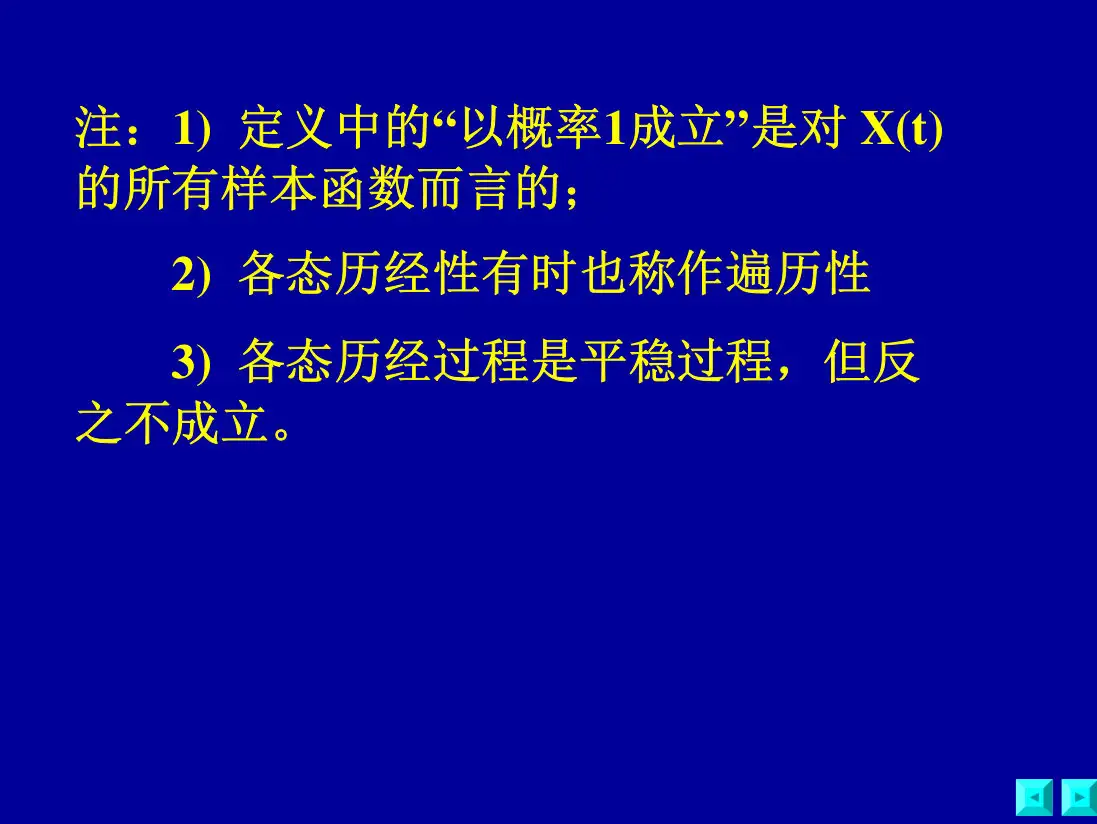 注：1) 定义中的“以概率1成立”是对 X(t)
的所有样本函数而言的；
2) 各态历经性有时也称作遍历性
3) 各态历经过程是平稳过程，但反
之不成立。